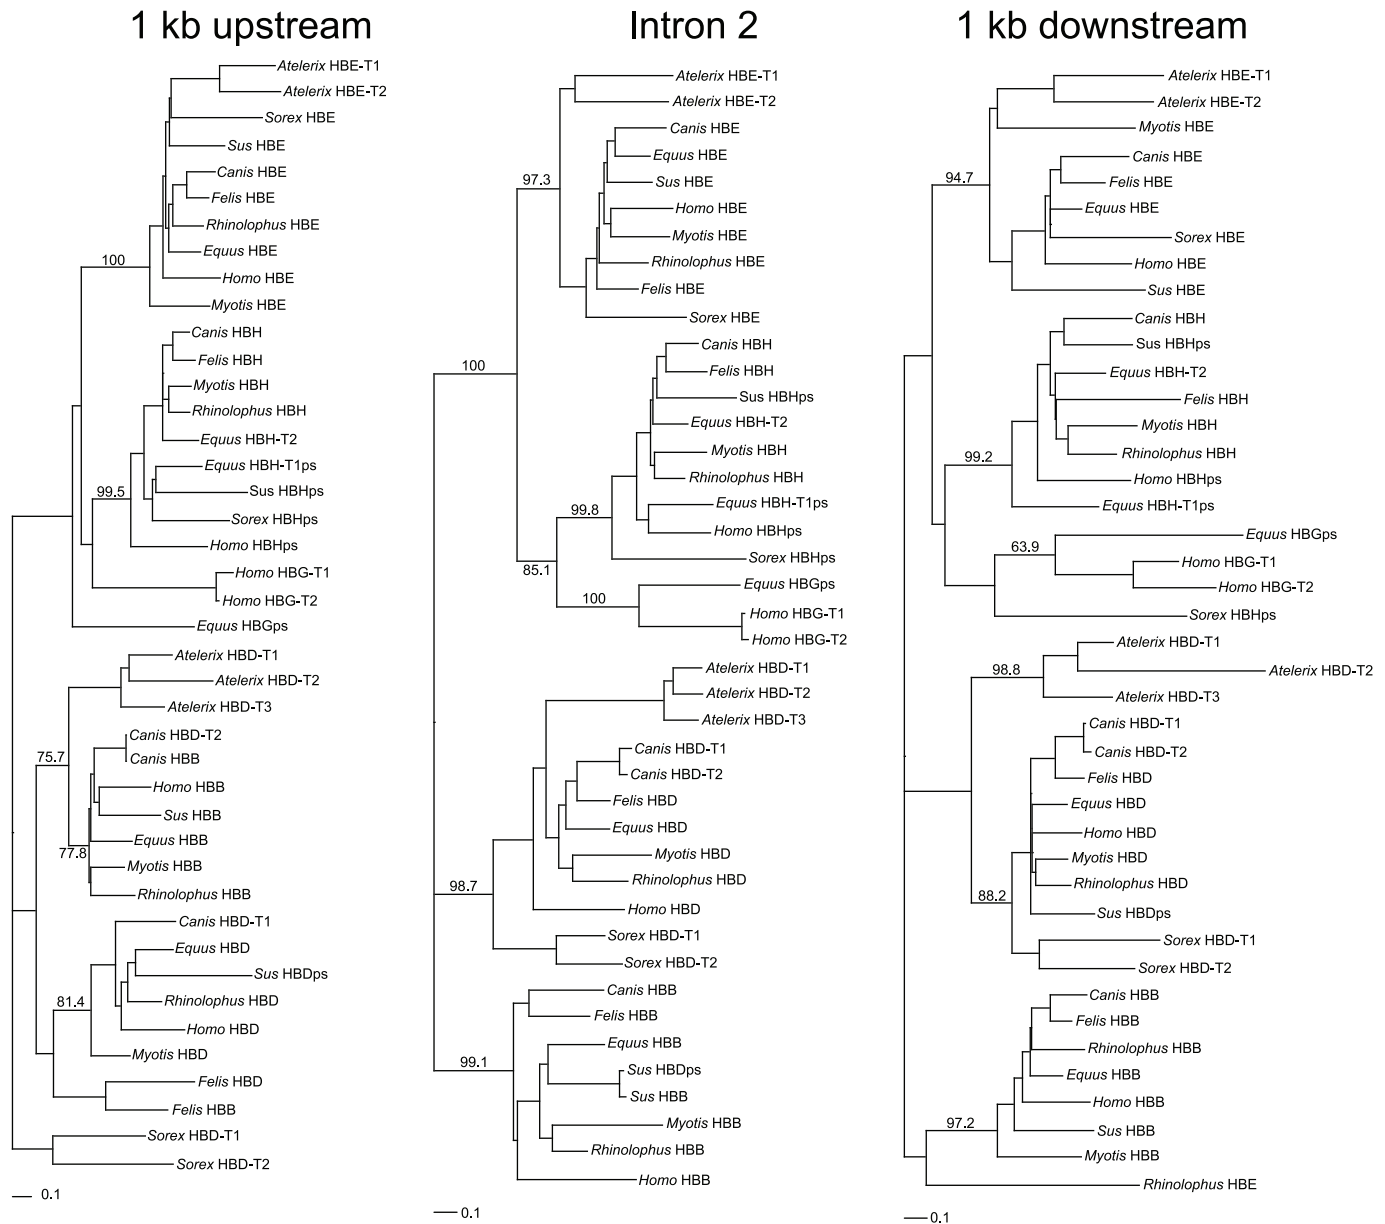 1 kb upstream
Atelerix HBE-T1
Atelerix HBE-T2
Sorex HBE
Sus HBE
Canis HBE
Felis HBE
Rhinolophus HBE
Equus HBE
100
Homo HBE
Myotis HBE
Canis HBH
Felis HBH
Myotis HBH
Rhinolophus HBH
Equus HBH-T2
Equus HBH-T1ps
99.5
Sus HBHps
Sorex HBHps
Homo HBHps
Homo HBG-T1
Homo HBG-T2
Equus HBGps
Atelerix HBD-T1
Atelerix HBD-T2
Atelerix HBD-T3
Canis HBD-T2
75.7
Canis HBB
Homo HBB
Sus HBB
Equus HBB
77.8
Myotis HBB
Rhinolophus HBB
Canis HBD-T1
Equus HBD
Sus HBDps
81.4
Rhinolophus HBD
Homo HBD
Myotis HBD
Felis HBD
Felis HBB
Sorex HBD-T1
Sorex HBD-T2
0.1
Intron 2
Atelerix HBE-T1
Atelerix HBE-T2
Canis HBE
Equus HBE
97.3
Sus HBE
Homo HBE
Myotis HBE
Rhinolophus HBE
Felis HBE
Sorex HBE
Canis HBH
100
Felis HBH
Sus HBHps
Equus HBH-T2
Myotis HBH
Rhinolophus HBH
Equus HBH-T1ps
99.8
Homo HBHps
Sorex HBHps
85.1
Equus HBGps
100
Homo HBG-T1
Homo HBG-T2
Atelerix HBD-T1
Atelerix HBD-T2
Atelerix HBD-T3
Canis HBD-T1
Canis HBD-T2
Felis HBD
Equus HBD
Myotis HBD
Rhinolophus HBD
98.7
Homo HBD
Sorex HBD-T1
Sorex HBD-T2
Canis HBB
Felis HBB
Equus HBB
99.1
Sus HBDps
Sus HBB
Myotis HBB
Rhinolophus HBB
Homo HBB
0.1
1 kb downstream
Atelerix HBE-T1
Atelerix HBE-T2
Myotis HBE
Canis HBE
94.7
Felis HBE
Equus HBE
Sorex HBE
Homo HBE
Sus HBE
Canis HBH
Sus HBHps
Equus HBH-T2
Felis HBH
Myotis HBH
Rhinolophus HBH
99.2
Homo HBHps
Equus HBH-T1ps
Equus HBGps
63.9
Homo HBG-T1
Homo HBG-T2
Sorex HBHps
Atelerix HBD-T1
98.8
Atelerix HBD-T2
Atelerix HBD-T3
Canis HBD-T1
Canis HBD-T2
Felis HBD
Equus HBD
Homo HBD
Myotis HBD
Rhinolophus HBD
88.2
Sus HBDps
Sorex HBD-T1
Sorex HBD-T2
Canis HBB
Felis HBB
Rhinolophus HBB
Equus HBB
Homo HBB
97.2
Sus HBB
Myotis HBB
Rhinolophus HBE
0.1